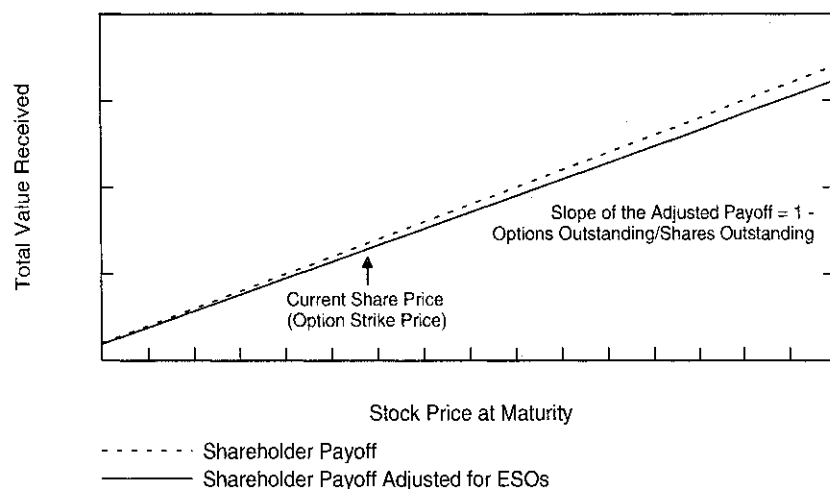 Total Value Received
Slope of the Adjusted Payoff = 1 -
Options Outstanding/Shares Outstanding
Current Share Price
(Option Strike Price)
Stock Price at Maturity
Shareholder Payoff
Shareholder Payoff Adjusted for ESOs